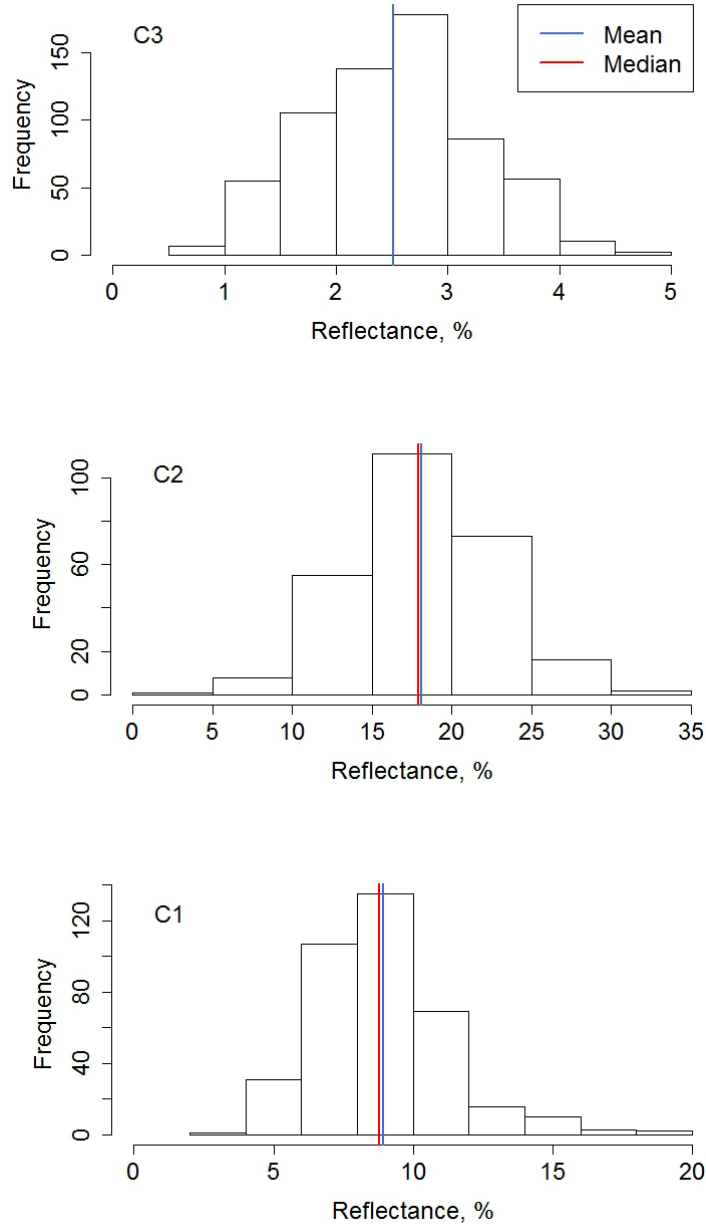 C3
Mean
Median
Frequency
150
100
50
0
0 1 2 3 4 5
Reflectance, %
C2
Frequency
100
60
20
0
0 5 10 15 20 25 30 35
Reflectance, %
C1
Frequency
120
80
40
0
0 5 10 15 20
Reflectance, %